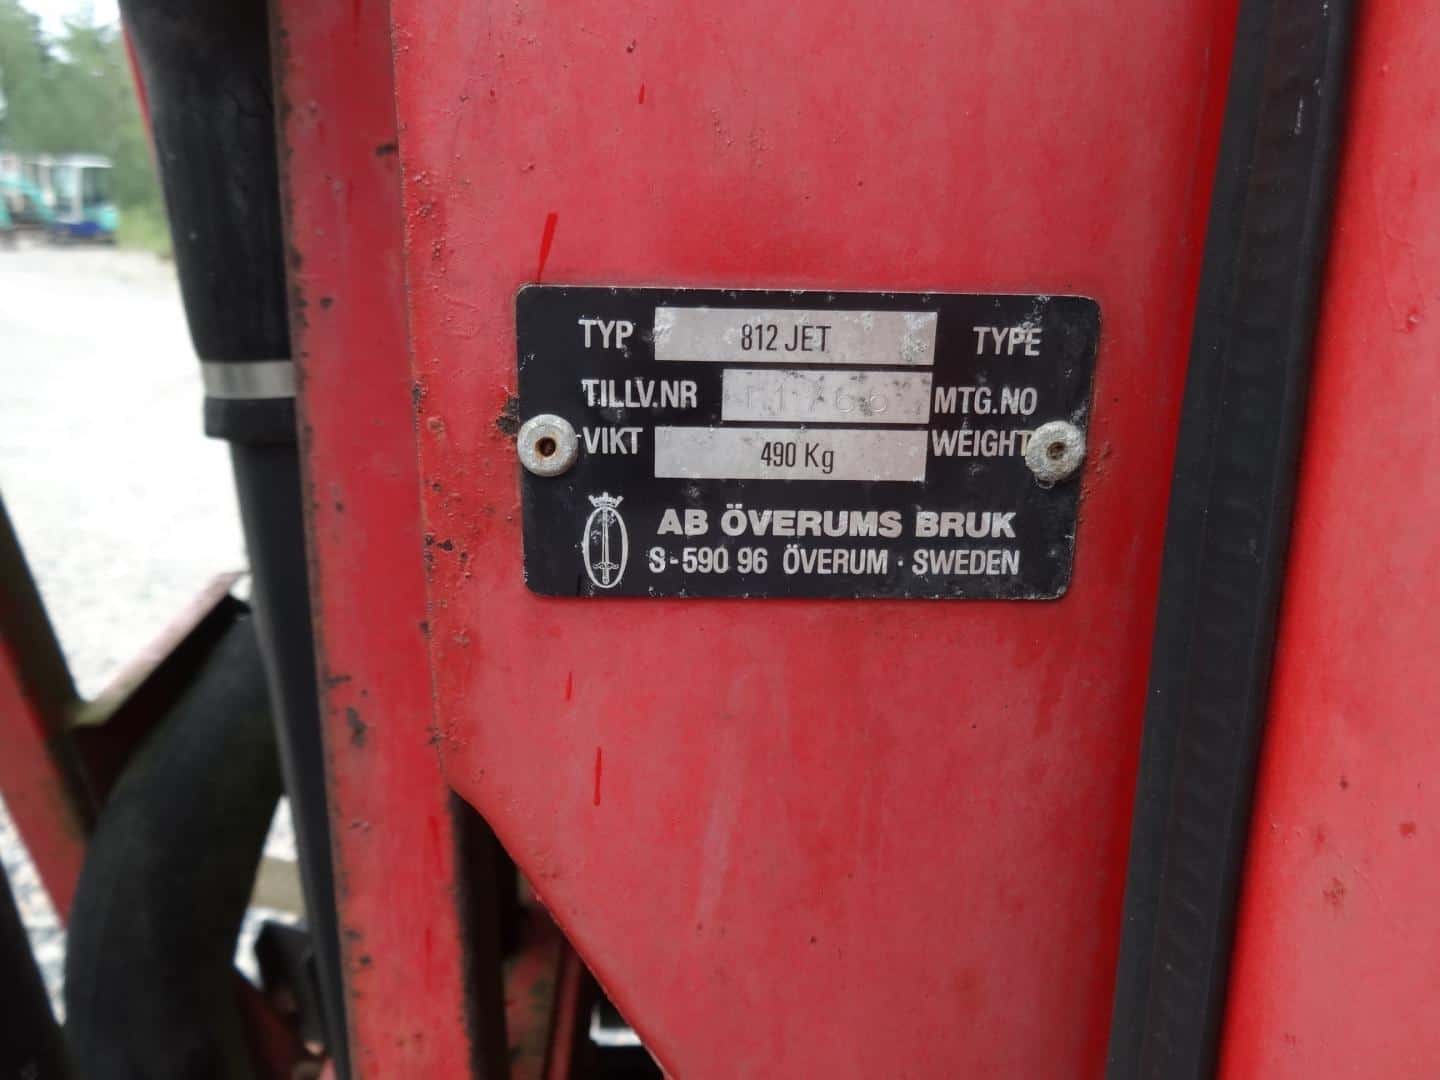 TYP 812 JET TYPE
TILLV.NR MTG.NO
VIKT 490 Kg WEIGHT
AB ÖVERUMS BRUK
S-590 96 ÖVERUM · SWEDEN